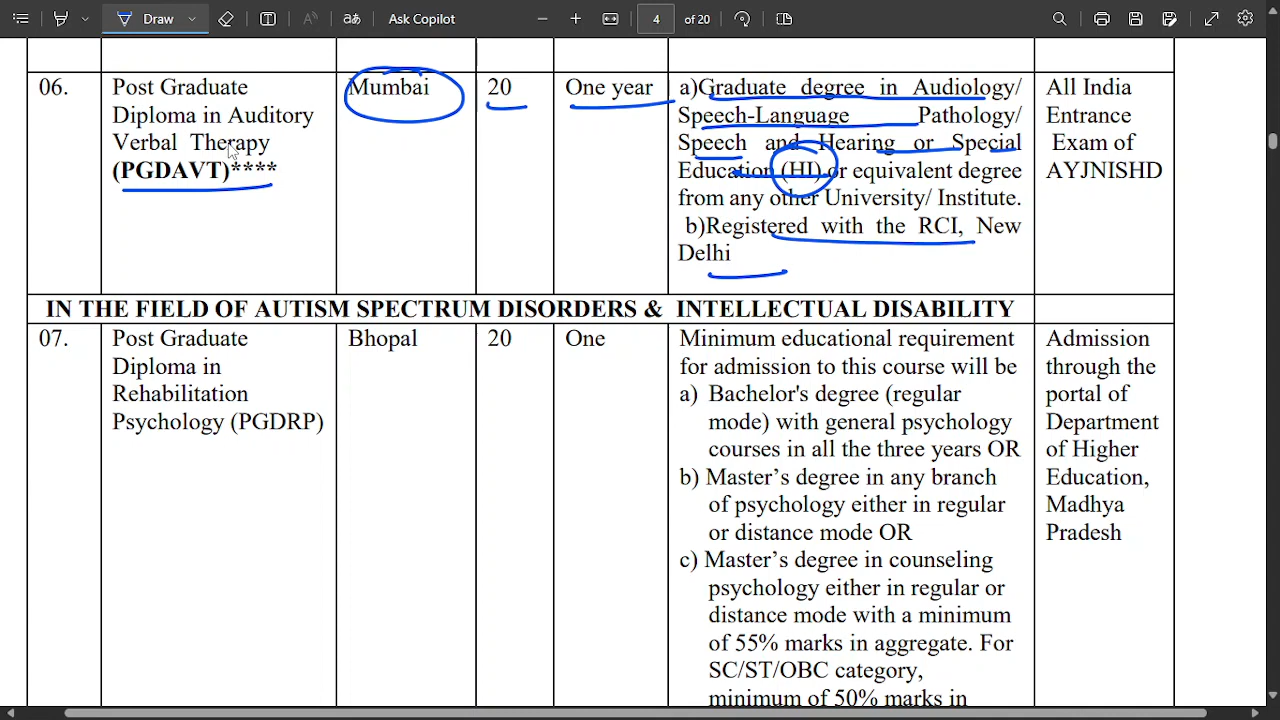 Draw
Ask Copilot
4 of 20
06.
Post Graduate
Diploma in Auditory
Verbal Therapy
(PGDAVT)****
Mumbai
20
One year
a)Graduate degree in Audiology/
Speech-Language Pathology/
Speech and Hearing or Special
Education (HI) or equivalent degree
from any other University/ Institute.
b)Registered with the RCI, New
Delhi
All India
Entrance
Exam of
AYJNISHD
IN THE FIELD OF AUTISM SPECTRUM DISORDERS & INTELLECTUAL DISABILITY
07.
Post Graduate
Diploma in
Rehabilitation
Psychology (PGDRP)
Bhopal
20
One
Minimum educational requirement
for admission to this course will be
a) Bachelor's degree (regular
mode) with general psychology
courses in all the three years OR
b) Master’s degree in any branch
of psychology either in regular
or distance mode OR
c) Master’s degree in counseling
psychology either in regular or
distance mode with a minimum
of 55% marks in aggregate. For
SC/ST/OBC category,
minimum of 50% marks in
Admission
through the
portal of
Department
of Higher
Education,
Madhya
Pradesh